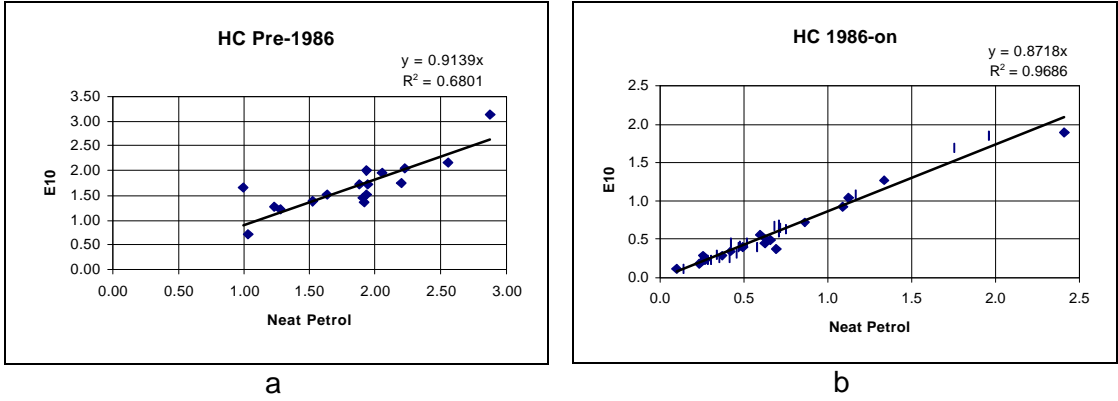 HC Pre-1986
y = 0.9139x
R² = 0.6801
3.50
3.00
2.50
2.00
1.50
1.00
0.50
0.00
E10
0.00 0.50 1.00 1.50 2.00 2.50 3.00
Neat Petrol
a
HC 1986-on
y = 0.8718x
R² = 0.9686
2.5
2.0
1.5
1.0
0.5
0.0
E10
0.0 0.5 1.0 1.5 2.0 2.5
Neat Petrol
b